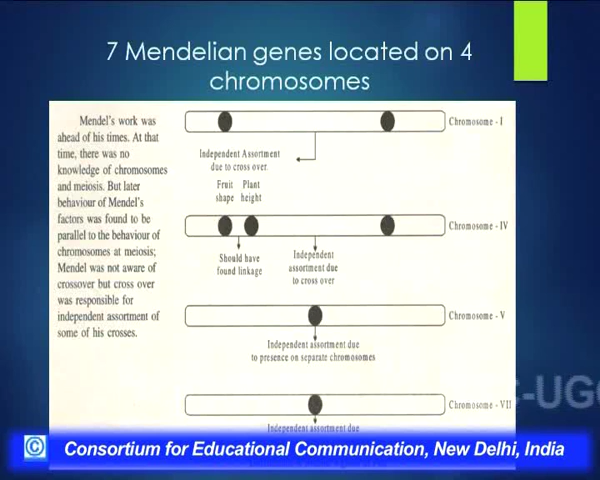 7 Mendelian genes located on 4
chromosomes
Mendel's work was
ahead of his times. At that
time, there was no
knowledge of chromosomes
and meiosis. But later
behaviour of Mendel's
factors was found to be
parallel to the behaviour of
chromosomes at meiosis;
Mendel was not aware of
crossover but cross over
was responsible for
independent assortment of
some of his crosses.
Chromosome - I
Independent Assortment
due to cross over.
Fruit Plant
shape height
Chromosome - IV
Should have
found linkage
Independent
assortment due
to cross over
Chromosome - V
Independent assortment due
to presence on separate chromosomes
Chromosome - VII
Independent assortment due
-UG
© Consortium for Educational Communication, New Delhi, India